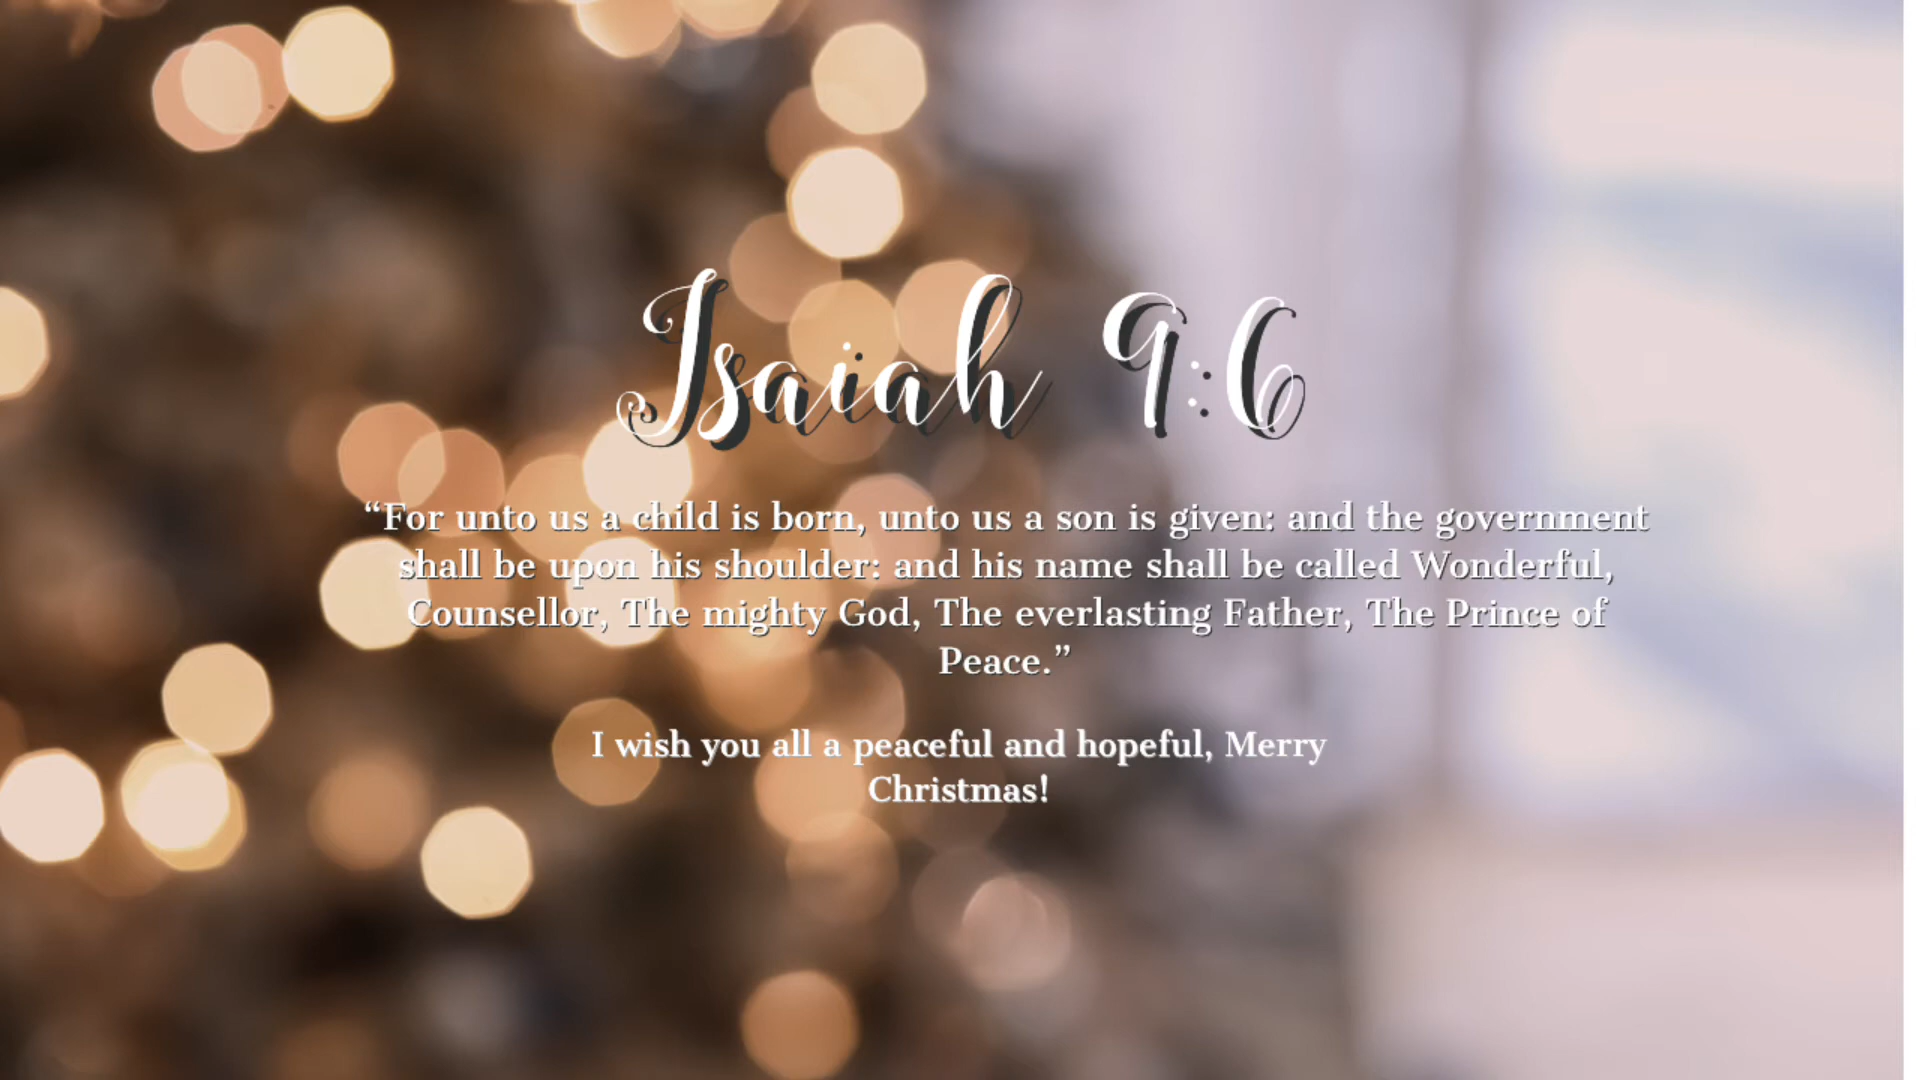 Isaiah 9:6
“For unto us a child is born, unto us a son is given: and the government
shall be upon his shoulder: and his name shall be called Wonderful,
Counsellor, The mighty God, The everlasting Father, The Prince of
Peace.”
I wish you all a peaceful and hopeful, Merry
Christmas!